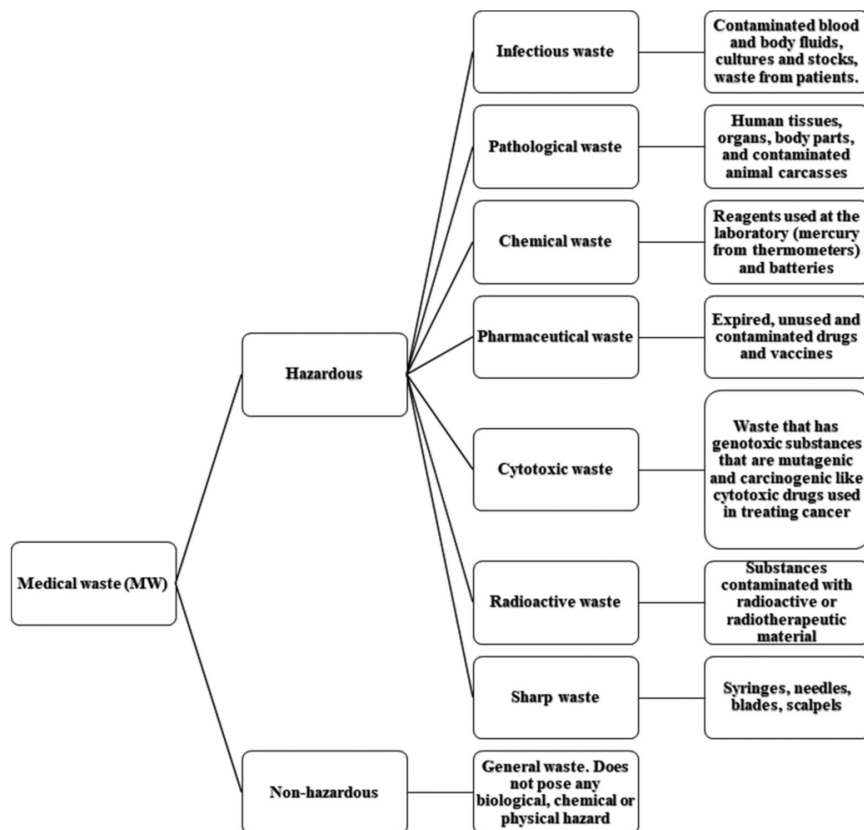 Medical waste (MW)
Hazardous
Infectious waste
Contaminated blood
and body fluids,
cultures and stocks,
waste from patients.
Pathological waste
Human tissues,
organs, body parts,
and contaminated
animal carcasses
Chemical waste
Reagents used at the
laboratory (mercury
from thermometers)
and batteries
Pharmaceutical waste
Expired, unused and
contaminated drugs
and vaccines
Cytotoxic waste
Waste that has
genotoxic substances
that are mutagenic
and carcinogenic like
cytotoxic drugs used
in treating cancer
Radioactive waste
Substances
contaminated with
radioactive or
radiotherapeutic
material
Sharp waste
Syringes, needles,
blades, scalpels
Non-hazardous
General waste. Does
not pose any
biological, chemical or
physical hazard